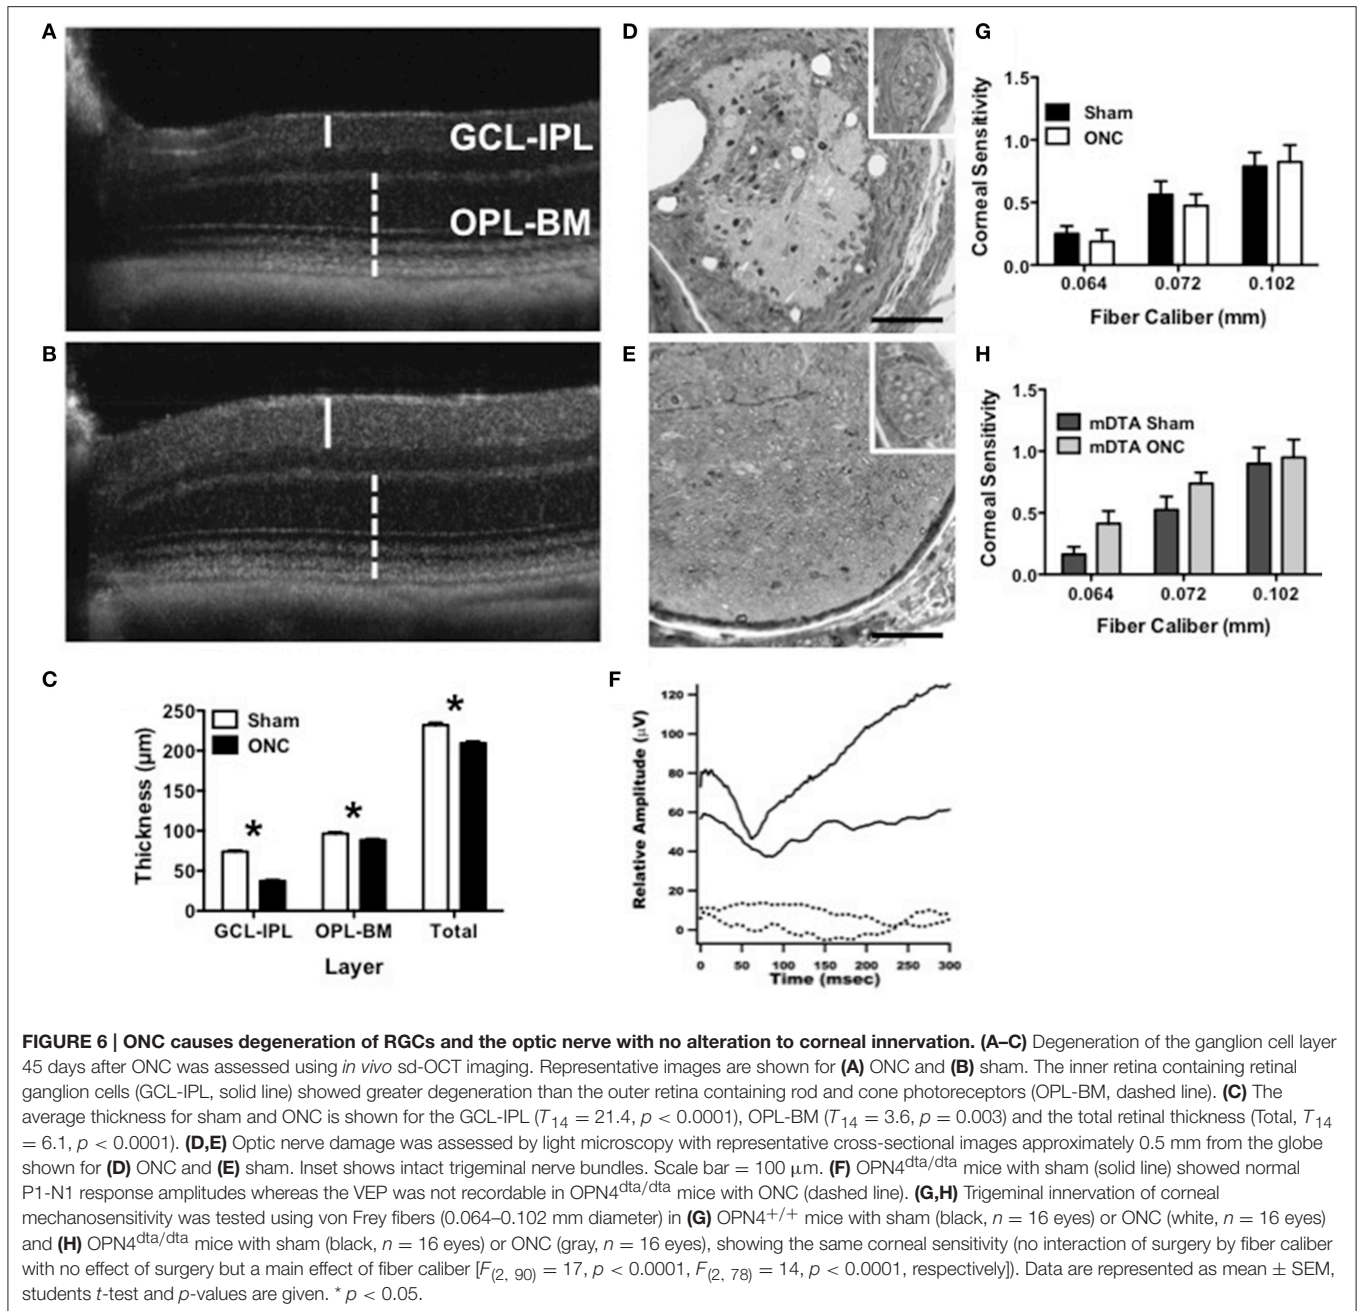 A
GCL-IPL
OPL-BM
B
C
250
200
150
100
50
0
Thickness (µm)
Sham
ONC
*
*
*
GCL-IPL OPL-BM Total
Layer
D
E
F
120
100
80
60
40
20
0
Relative Amplitude (µV)
0 50 100 150 200 250 300
Time (msec)
G
1.5
1.0
0.5
0.0
Corneal Sensitivity
Sham
ONC
0.064 0.072 0.102
Fiber Caliber (mm)
H
1.5
1.0
0.5
0.0
Corneal Sensitivity
mDTA Sham
mDTA ONC
0.064 0.072 0.102
Fiber Caliber (mm)
FIGURE 6 | ONC causes degeneration of RGCs and the optic nerve with no alteration to corneal innervation. (A–C) Degeneration of the ganglion cell layer
45 days after ONC was assessed using in vivo sd-OCT imaging. Representative images are shown for (A) ONC and (B) sham. The inner retina containing retinal
ganglion cells (GCL-IPL, solid line) showed greater degeneration than the outer retina containing rod and cone photoreceptors (OPL-BM, dashed line). (C) The
average thickness for sham and ONC is shown for the GCL-IPL (T14 = 21.4, p < 0.0001), OPL-BM (T14 = 3.6, p = 0.003) and the total retinal thickness (Total, T14
= 6.1, p < 0.0001). (D,E) Optic nerve damage was assessed by light microscopy with representative cross-sectional images approximately 0.5 mm from the globe
shown for (D) ONC and (E) sham. Inset shows intact trigeminal nerve bundles. Scale bar = 100 µm. (F) OPN4dta/dta mice with sham (solid line) showed normal
P1-N1 response amplitudes whereas the VEP was not recordable in OPN4dta/dta mice with ONC (dashed line). (G,H) Trigeminal innervation of corneal
mechanosensitivity was tested using von Frey fibers (0.064–0.102 mm diameter) in (G) OPN4+/+ mice with sham (black, n = 16 eyes) or ONC (white, n = 16 eyes)
and (H) OPN4dta/dta mice with sham (black, n = 16 eyes) or ONC (gray, n = 16 eyes), showing the same corneal sensitivity (no interaction of surgery by fiber caliber
with no effect of surgery but a main effect of fiber caliber [F(2, 90) = 17, p < 0.0001, F(2, 78) = 14, p < 0.0001, respectively]). Data are represented as mean ± SEM,
students t-test and p-values are given. * p < 0.05.